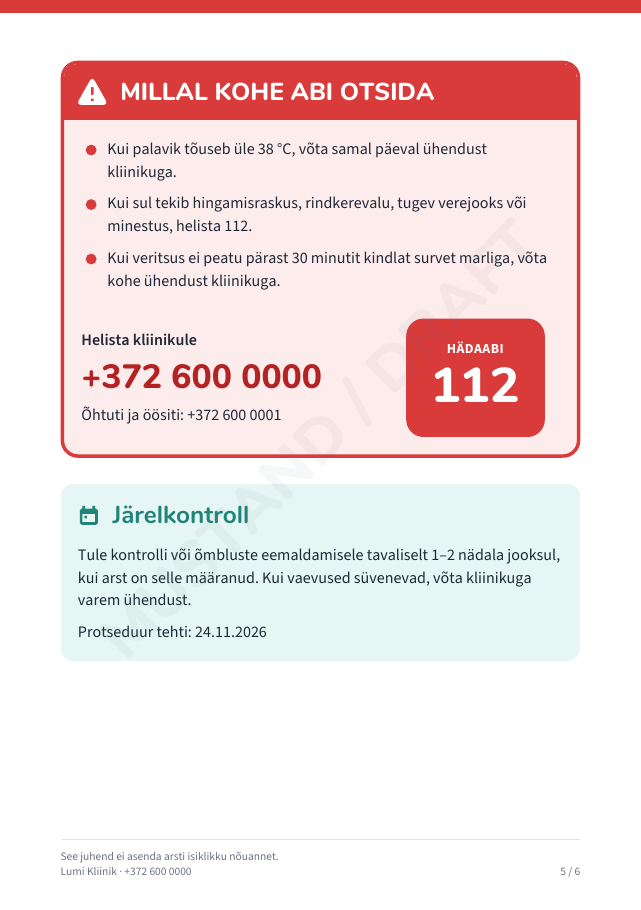 MILLAL KOHE ABI OTSIDA
Kui palavik tõuseb üle 38 °C, võta samal päeval ühendust
kliinikuga.
Kui sul tekib hingamisraskus, rindkerevalu, tugev verejooks või
minestus, helista 112.
Kui veritsus ei peatu pärast 30 minutit kindlat survet marliga, võta
kohe ühendust kliinikuga.
Helista kliinikule
+372 600 0000
Õhtuti ja öösiti: +372 600 0001
HÄDAABI
112
MUSTAND / DRAFT
Järelkontroll
Tule kontrolli või õmbluste eemaldamisele tavaliselt 1–2 nädala jooksul,
kui arst on selle määranud. Kui vaevused süvenevad, võta kliinikuga
varem ühendust.
Protseduur tehti: 24.11.2026
See juhend ei asenda arsti isiklikku nõuannet.
Lumi Kliinik · +372 600 0000
5 / 6